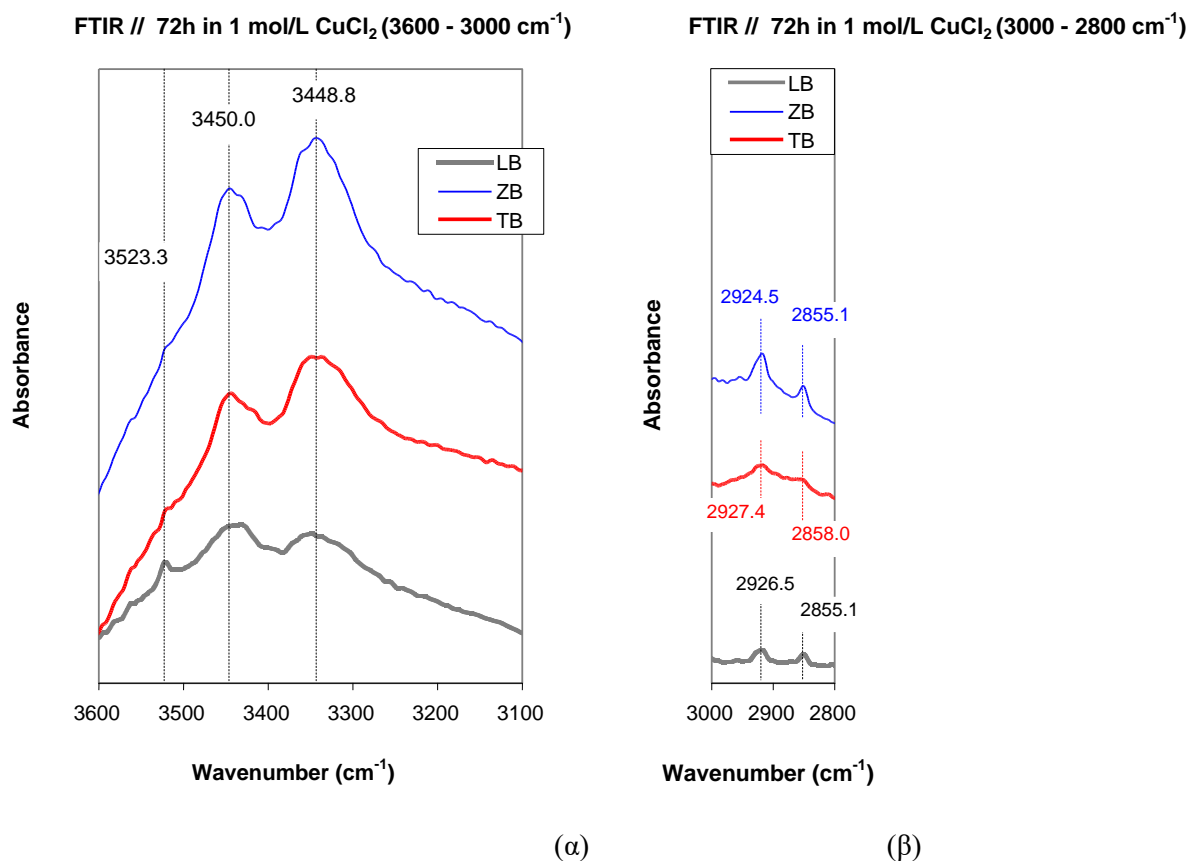 FTIR // 72h in 1 mol/L CuCl₂ (3600 - 3000 cm⁻¹)
3448.8
3450.0
LB
ZB
TB
3523.3
Absorbance
3600 3500 3400 3300 3200 3100
Wavenumber (cm⁻¹)
(α)
FTIR // 72h in 1 mol/L CuCl₂ (3000 - 2800 cm⁻¹)
LB
ZB
TB
2924.5
2855.1
Absorbance
2927.4
2858.0
2926.5
2855.1
3000 2900 2800
Wavenumber (cm⁻¹)
(β)